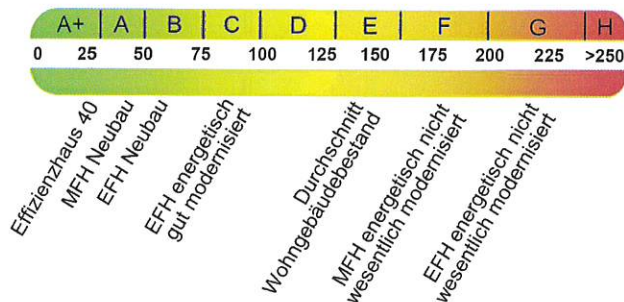 A+ A B C D E F G H
0 25 50 75 100 125 150 175 200 225 >250
Effizienzhaus 40
MFH Neubau
EFH Neubau
EFH energetisch
gut modernisiert
Durchschnitt
Wohngebäudebestand
MFH energetisch nicht
wesentlich modernisiert
EFH energetisch nicht
wesentlich modernisiert